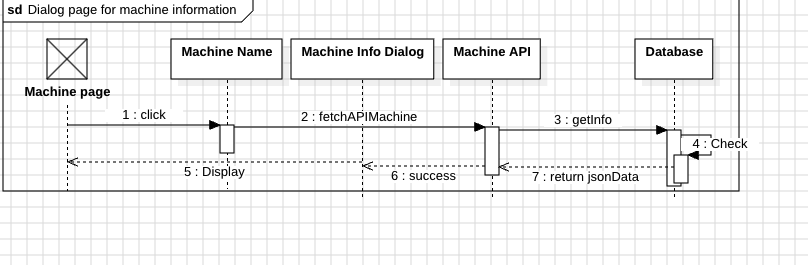 sd Dialog page for machine information
Machine Name
Machine Info Dialog
Machine API
Database
Machine page
1 : click
2 : fetchAPIMachine
3 : getInfo
4 : Check
5 : Display
6 : success
7 : return jsonData